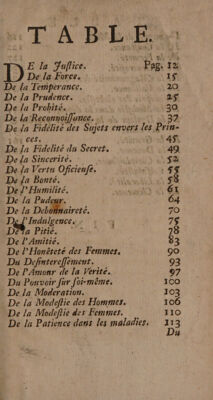 TABLE.
DE la Juſtice. Pag. 12
De la Force. 15
De la Temperance. 20
De la Prudence. 25
De la Probité. 30
De la Reconnoiſſance. 37
De la Fidélité des Sujets envers les Prin-
ces. 45
De la Fidélité du Secret. 49
De la Sincerité. 52
De la Vertu Oficieuſe. 55
De la Bonté. 58
De l'Humilité. 61
De la Pudeur. 64
De la Debonnaireté. 70
De l'Indulgence. 75
De la Pitié. 78
De l'Amitié. 83
De l'Honêteté des Femmes. 90
Du Deſintereſſement. 93
De l'Amour de la Verité. 97
Du Pouvoir ſur ſoi-même. 100
De la Moderation. 103
De la Modeſtie des Hommes. 106
De la Modeſtie des Femmes. 110
De la Patience dans les maladies. 113
Du